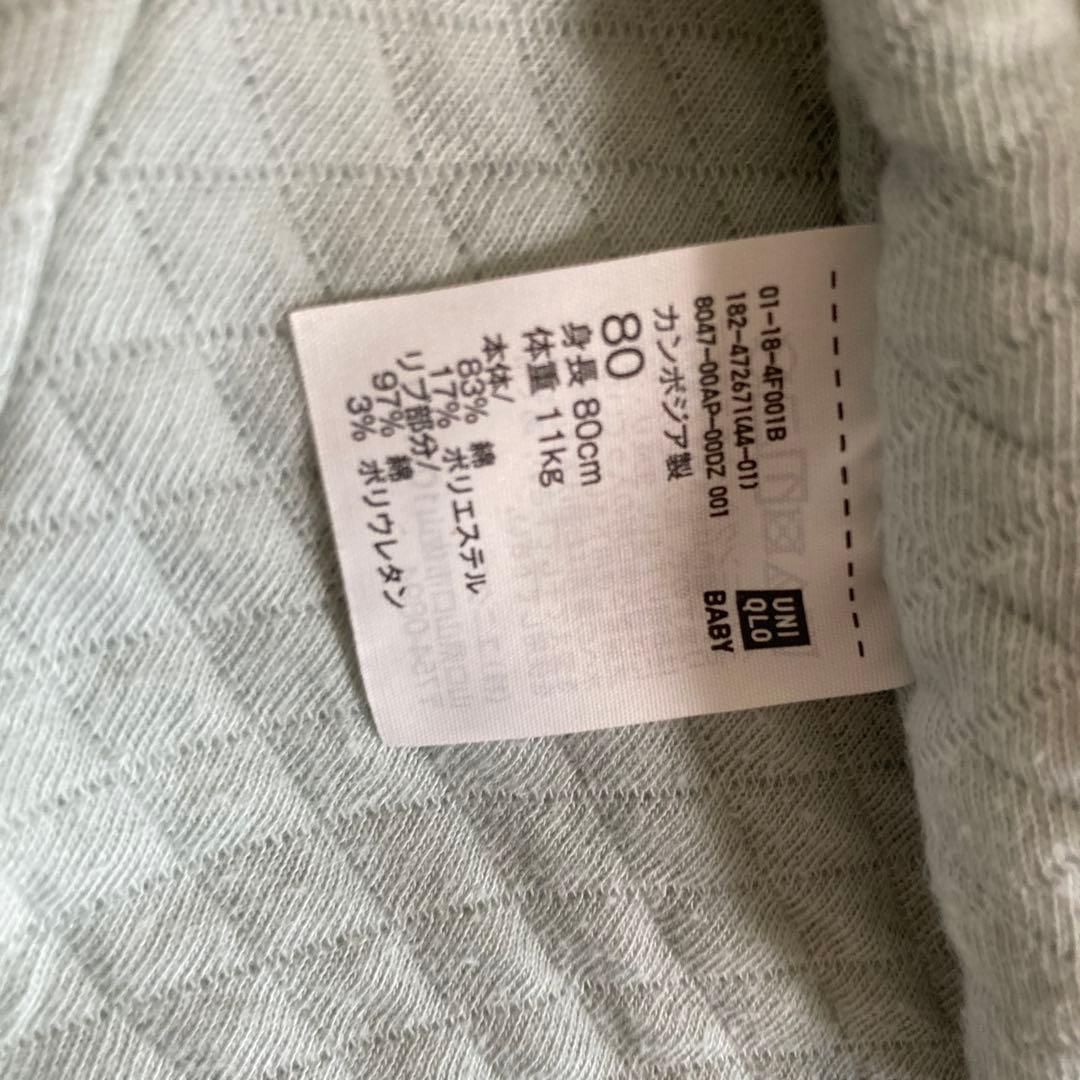 UNI
QLO
BABY
01-18-4F001B
182-472671(44-01)
8047-00AP-00DZ 001
カンボジア製
80
身長 80cm
体重 11kg
本体/
83% 綿
17% ポリエステル
リブ部分/
97% 綿
3% ポリウレタン